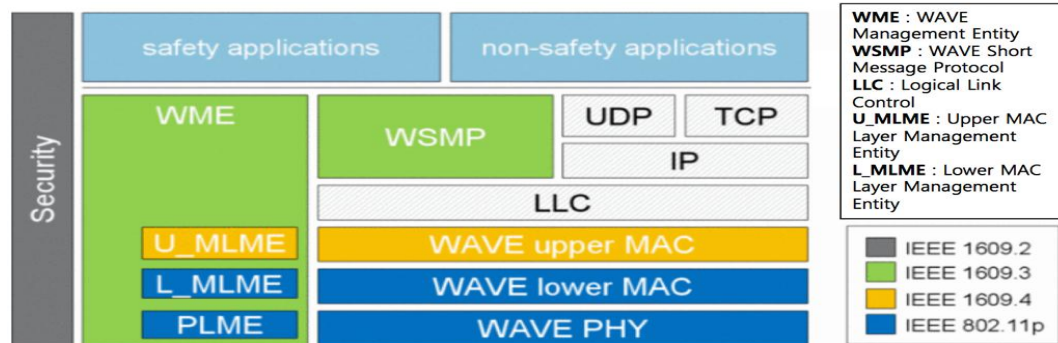 Security
safety applications
non-safety applications
WME
WSMP
UDP
TCP
IP
LLC
U_MLME
WAVE upper MAC
L_MLME
WAVE lower MAC
PLME
WAVE PHY
WME : WAVE
Management Entity
WSMP : WAVE Short
Message Protocol
LLC : Logical Link
Control
U_MLME : Upper MAC
Layer Management
Entity
L_MLME : Lower MAC
Layer Management
Entity
IEEE 1609.2
IEEE 1609.3
IEEE 1609.4
IEEE 802.11p